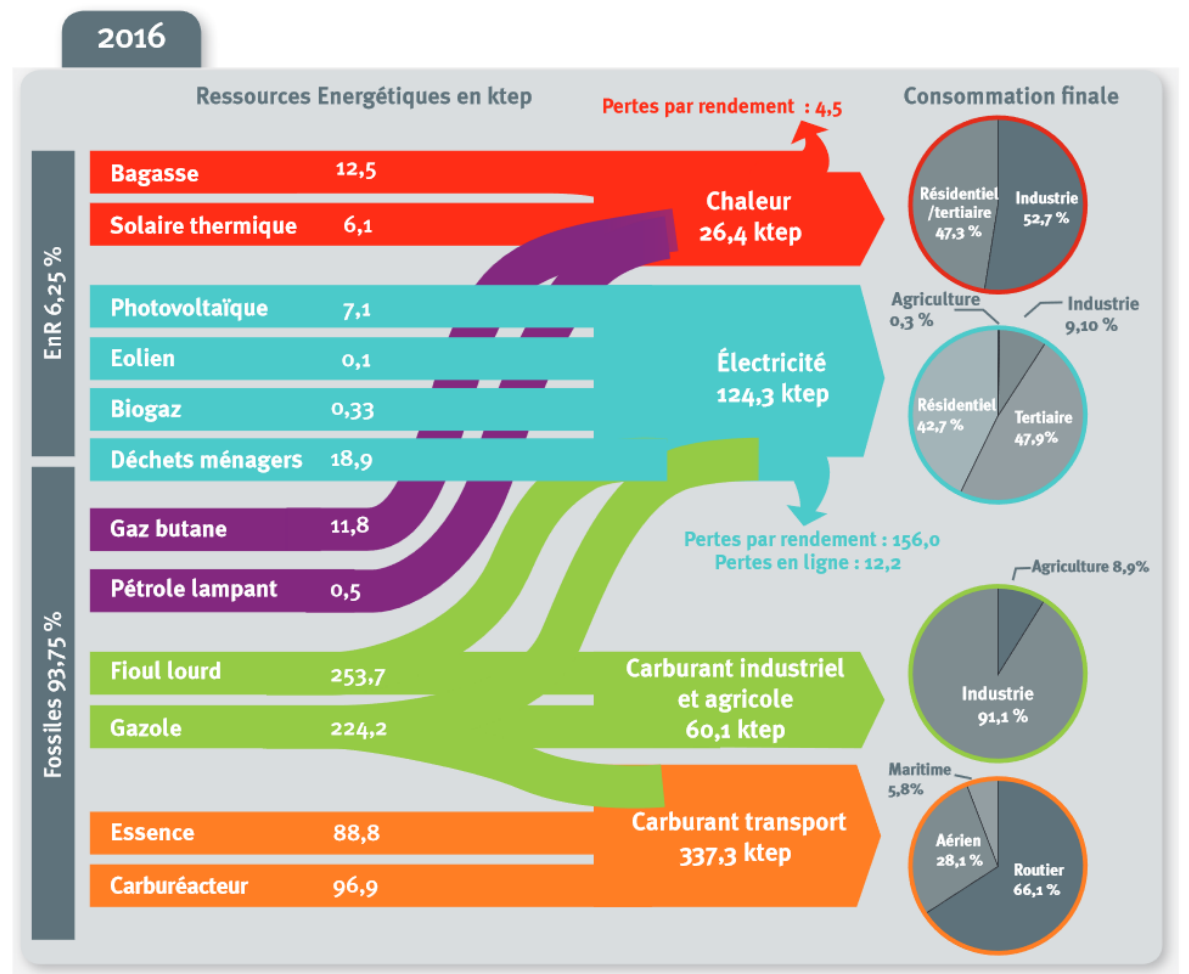 2016
Ressources Energétiques en ktep
Consommation finale
Pertes par rendement : 4,5
EnR 6,25 %
Bagasse 12,5
Solaire thermique 6,1
Chaleur
26,4 ktep
Résidentiel
/tertiaire
47,3 %
Industrie
52,7 %
Photovoltaïque 7,1
Eolien 0,1
Biogaz 0,33
Déchets ménagers 18,9
Électricité
124,3 ktep
Agriculture
0,3 %
Industrie
9,10 %
Résidentiel
42,7 %
Tertiaire
47,9%
Pertes par rendement : 156,0
Pertes en ligne : 12,2
Fossiles 93,75 %
Gaz butane 11,8
Pétrole lampant 0,5
Fioul lourd 253,7
Gazole 224,2
Carburant industriel
et agricole
60,1 ktep
Agriculture 8,9%
Industrie
91,1 %
Essence 88,8
Carburéacteur 96,9
Carburant transport
337,3 ktep
Maritime
5,8%
Aérien
28,1 %
Routier
66,1 %